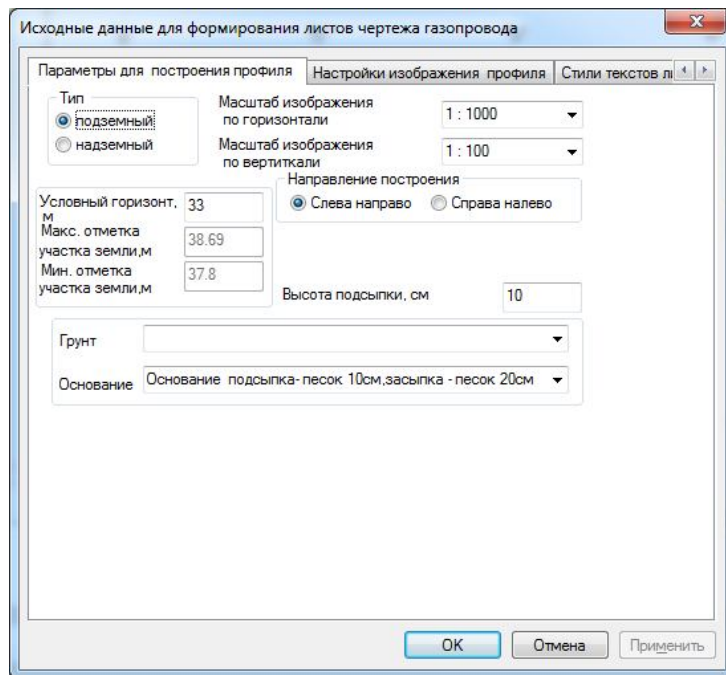 Исходные данные для формирования листов чертежа газопровода
Параметры для построения профиля
Настройки изображения профиля
Стили текстов л
Тип
подземный
надземный
Масштаб изображения
по горизонтали
1 : 1000
Масштаб изображения
по вертиткали
1 : 100
Направление построения
Слева направо
Справа налево
Условный горизонт,
м
33
Макс. отметка
участка земли,м
38.69
Мин. отметка
участка земли,м
37.8
Высота подсыпки, см
10
Грунт
Основание
Основание подсыпка- песок 10см,засыпка - песок 20см
OK
Отмена
Применить